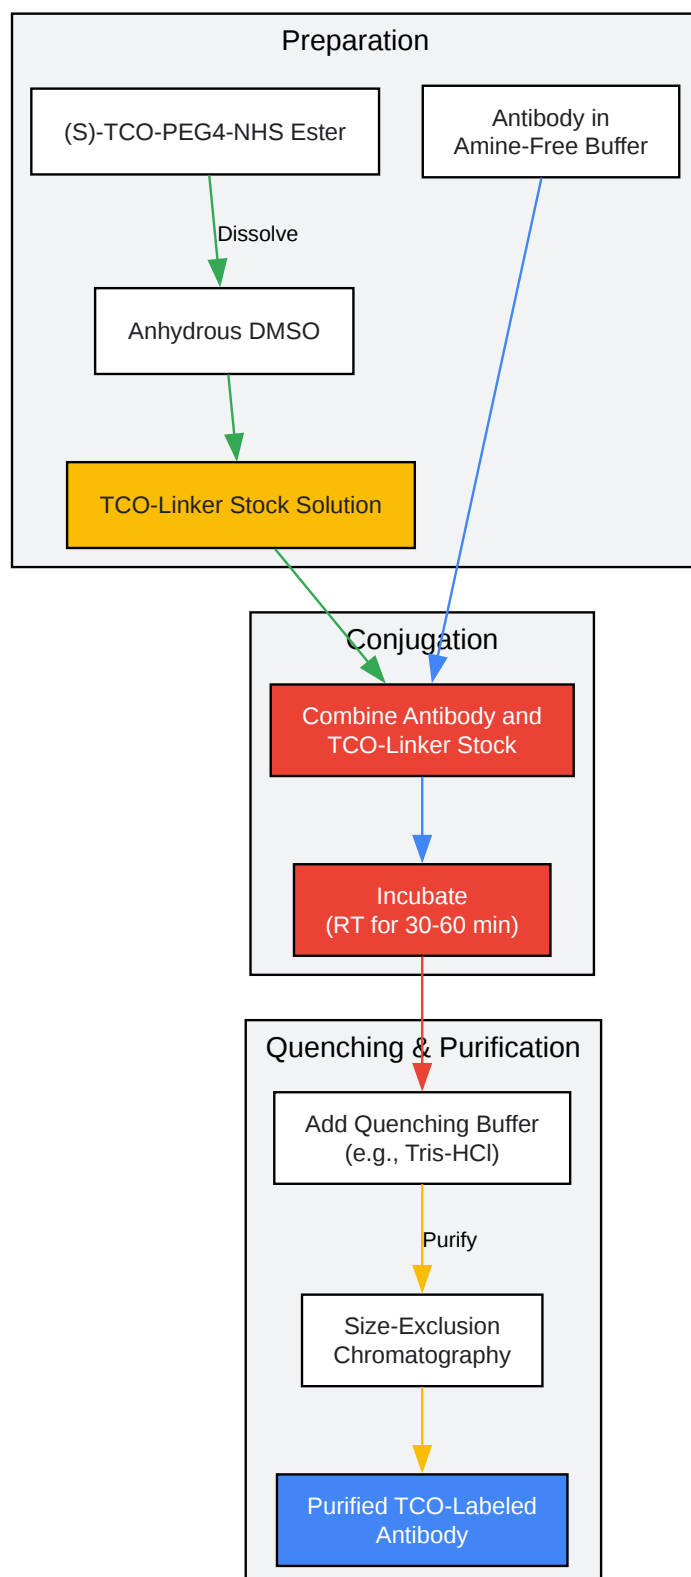 Preparation
(S)-TCO-PEG4-NHS Ester
Antibody in
Amine-Free Buffer
Dissolve
Anhydrous DMSO
TCO-Linker Stock Solution
Conjugation
Combine Antibody and
TCO-Linker Stock
Incubate
(RT for 30-60 min)
Quenching & Purification
Add Quenching Buffer
(e.g., Tris-HCl)
Purify
Size-Exclusion
Chromatography
Purified TCO-Labeled
Antibody